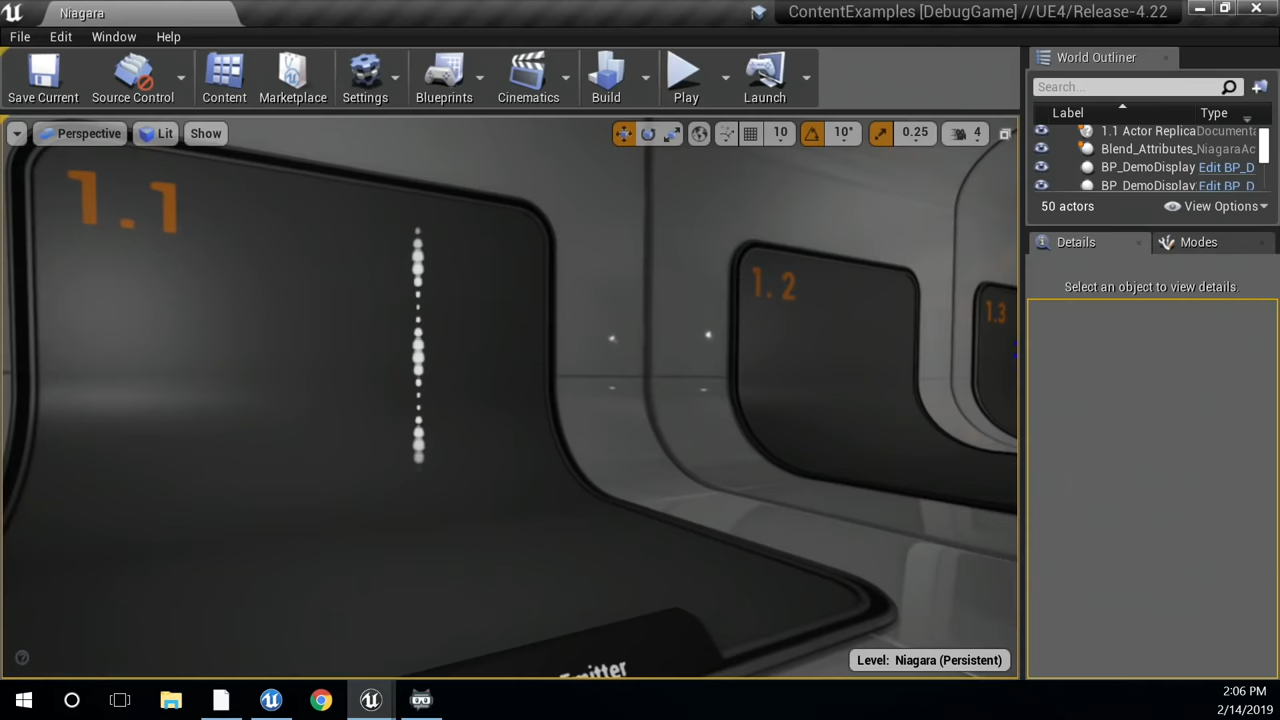 Niagara
ContentExamples [DebugGame] //UE4/Release-4.22
File Edit Window Help
Save Current
Source Control
Content
Marketplace
Settings
Blueprints
Cinematics
Build
Play
Launch
World Outliner
Search...
Label Type
1.1 Actor Replica Documenta
Blend_Attributes_ NiagaraAc
BP_DemoDisplay Edit BP_D
BP_DemoDisplay Edit BP_D
50 actors View Options
Details Modes
Select an object to view details.
Perspective Lit Show
10 10° 0.25 4
1.1
1.2
1.3
Emitter
Level: Niagara (Persistent)
2:06 PM
2/14/2019